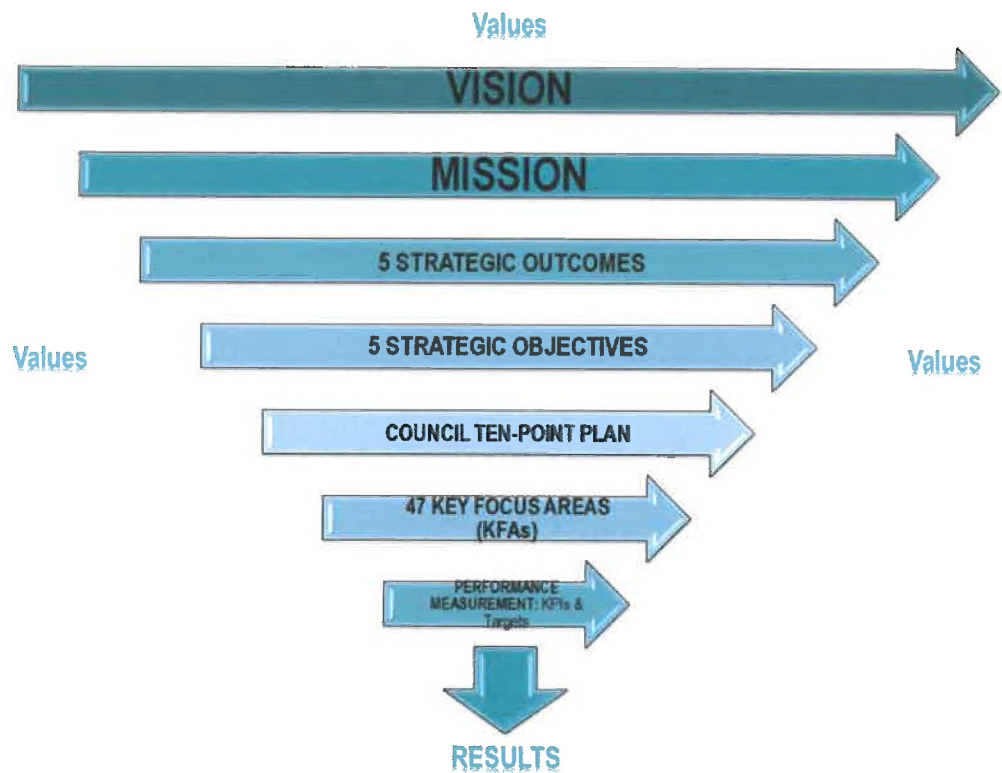 Values
VISION
MISSION
5 STRATEGIC OUTCOMES
5 STRATEGIC OBJECTIVES
Values
Values
COUNCIL TEN-POINT PLAN
47 KEY FOCUS AREAS
(KFAs)
PERFORMANCE
MEASUREMENT: KPIs &
Targets
RESULTS